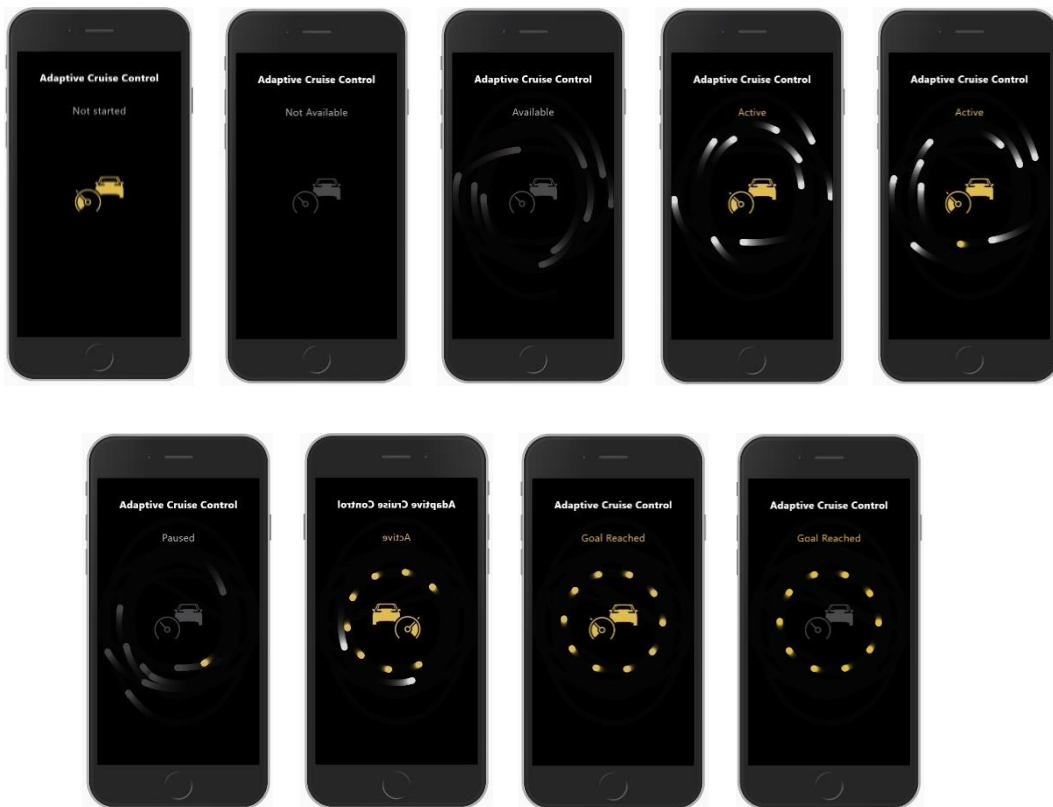 Adaptive Cruise Control
Not started
Adaptive Cruise Control
Not Available
Adaptive Cruise Control
Available
Adaptive Cruise Control
Active
Adaptive Cruise Control
Active
Adaptive Cruise Control
Paused
Adaptive Cruise Control
Active
Adaptive Cruise Control
Goal Reached
Adaptive Cruise Control
Goal Reached